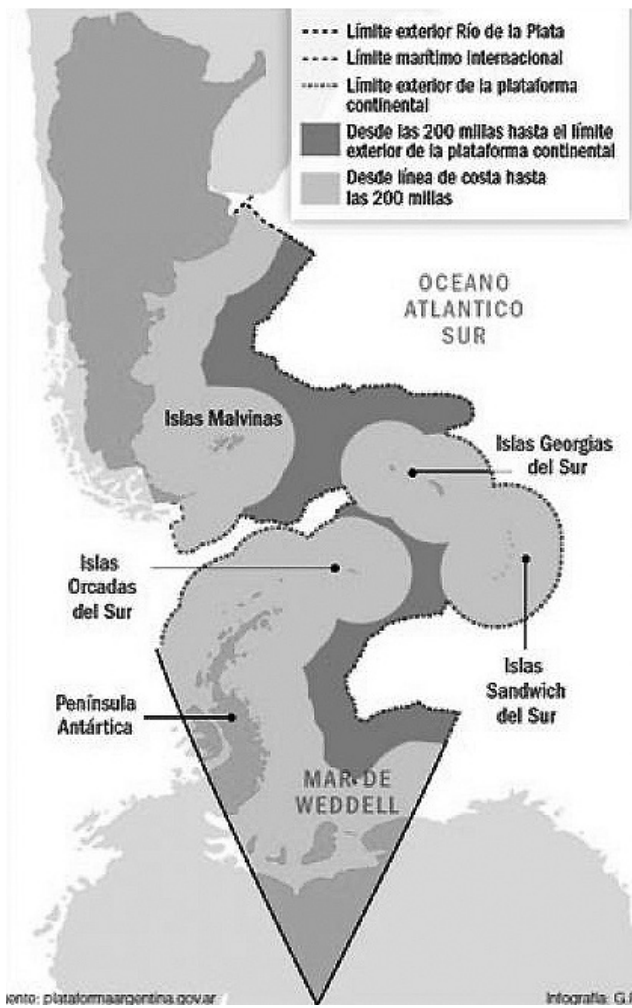 Límite exterior Río de la Plata
Límite marítimo internacional
Límite exterior de la plataforma
continental
Desde las 200 millas hasta el límite
exterior de la plataforma continental
Desde línea de costa hasta
las 200 millas
OCEANO
ATLANTICO
SUR
Islas Malvinas
Islas Georgias
del Sur
Islas
Orcadas
del Sur
Islas
Sandwich
del Sur
Península
Antártica
MAR DE
WEDDELL
uente: plataformaargentina.gov.ar
Infografía: G.